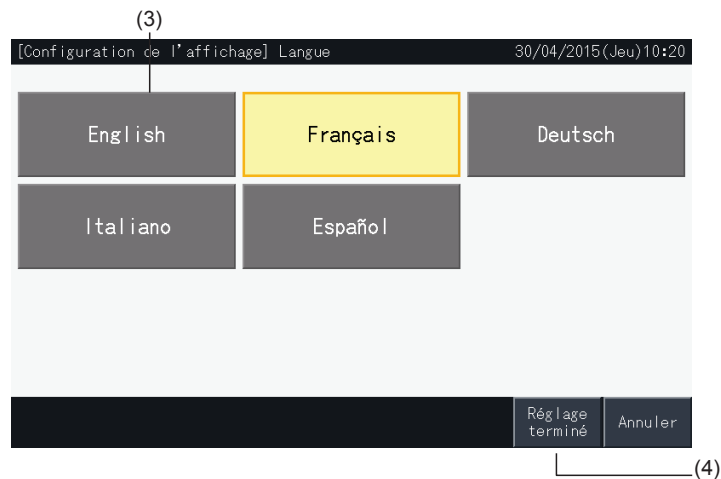 (3)
[Configuration de l'affichage] Langue 30/04/2015(Jeu)10:20
English Français Deutsch
Italiano Español
Réglage
terminé
Annuler
(4)